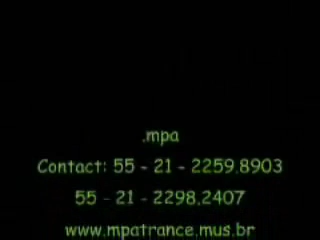 .mpa
Contact: 55 - 21 - 2259.8903
55 - 21 - 2298.2407
www.mpatrance.mus.br